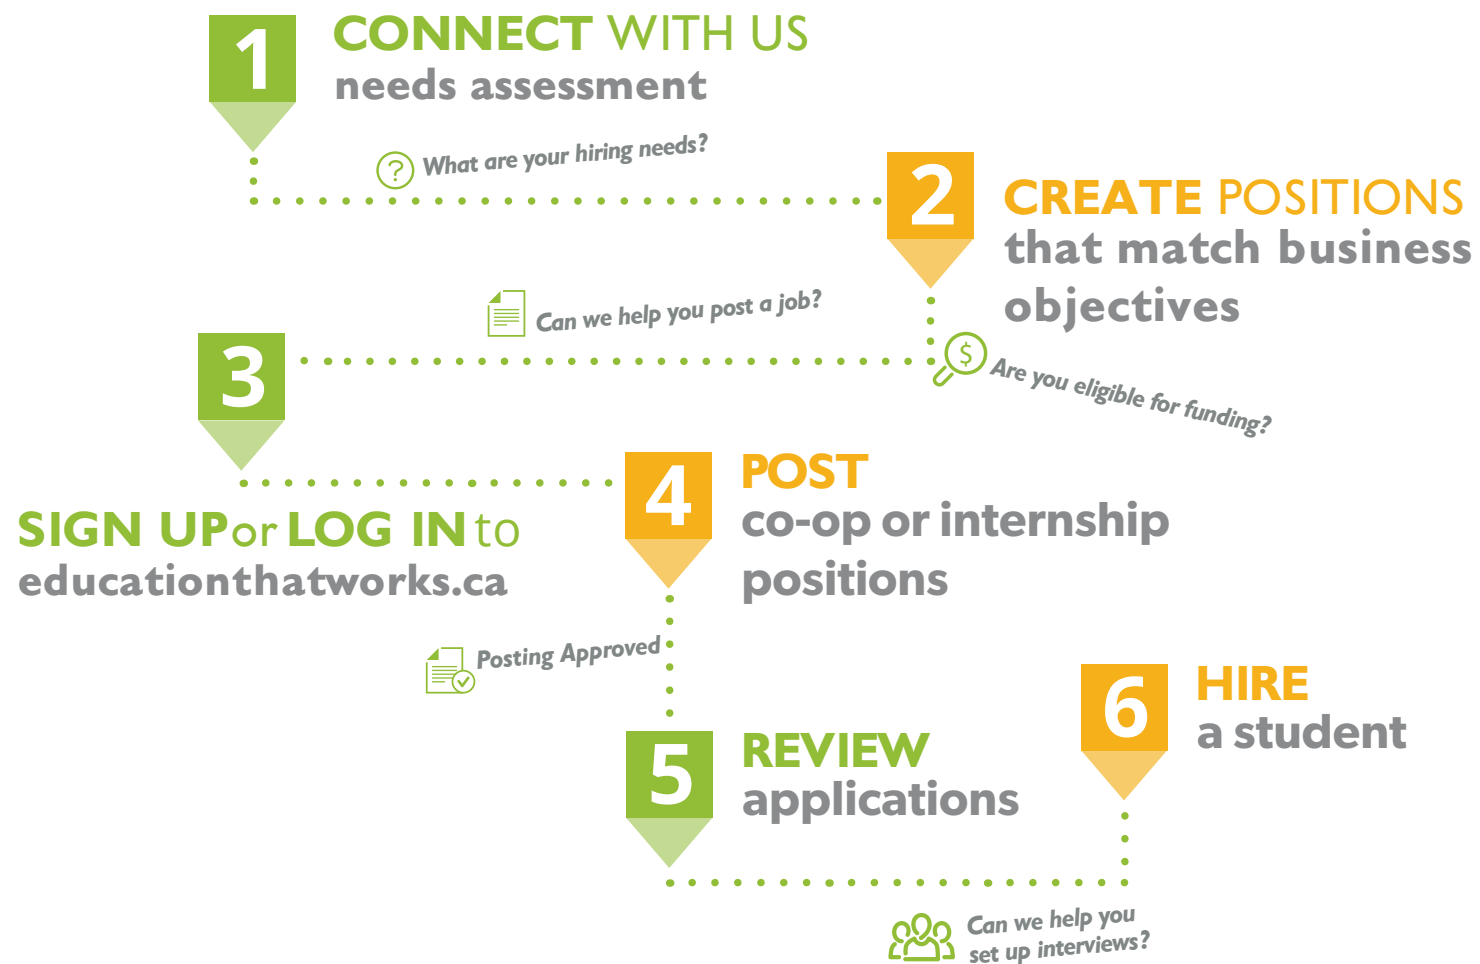 1
CONNECT WITH US
needs assessment
What are your hiring needs?
2
CREATE POSITIONS
that match business
objectives
Can we help you post a job?
$ Are you eligible for funding?
3
SIGN UP or LOG IN to
educationthatworks.ca
4
POST
co-op or internship
positions
Posting Approved
5
REVIEW
applications
6
HIRE
a student
Can we help you
set up interviews?